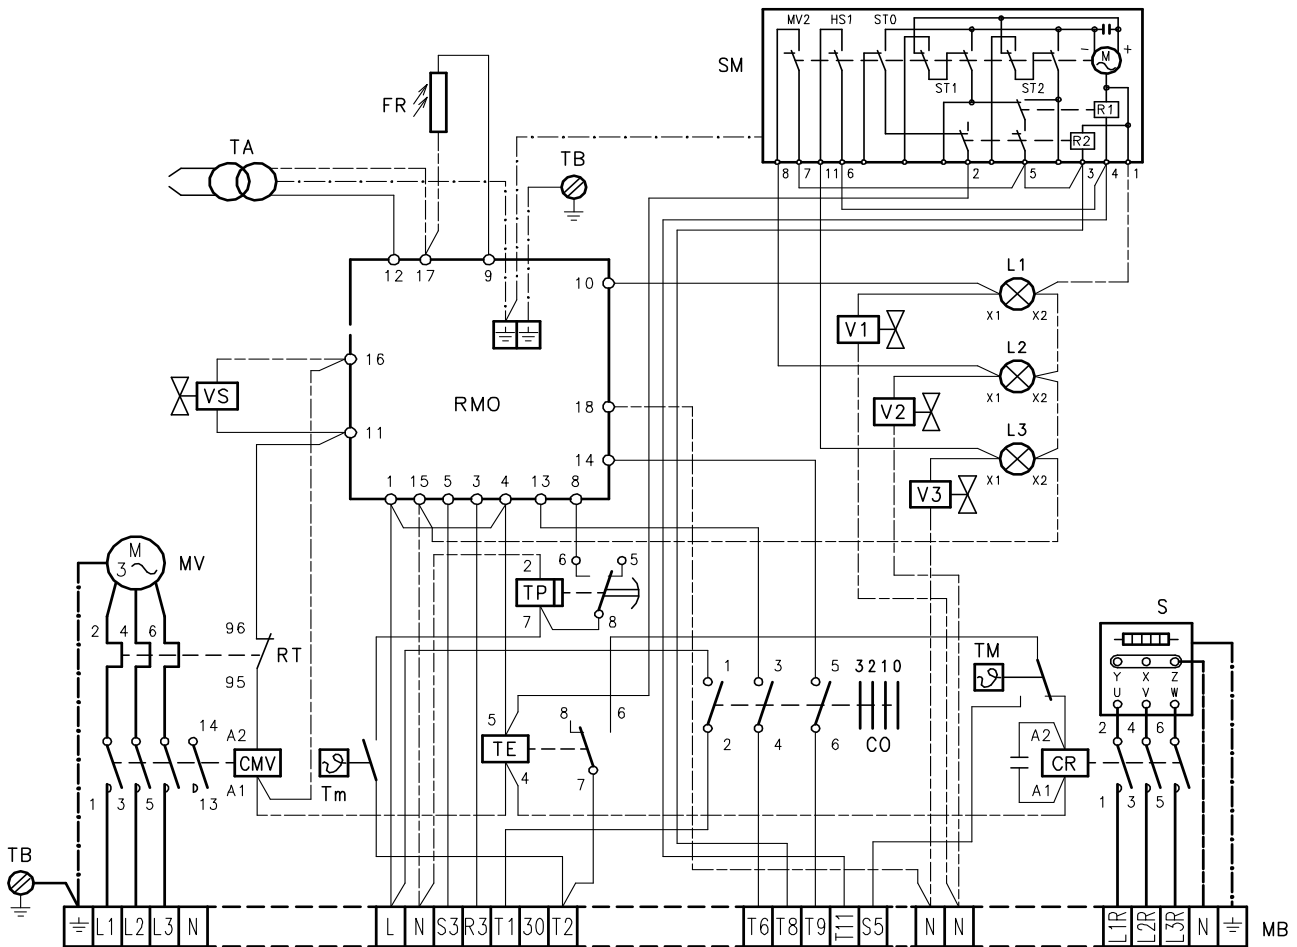 MV2 HS1 ST0
SM
- M +
ST1 ST2
R1
R2
8 7 11 6 2 5 3 4 1
FR
TA
TB
12 17 9
10
L1
X1 X2
V1
16
VS
RMO
L2
X1 X2
18
V2
11
L3
14
X1 X2
V3
1 15 5 3 4 13 8
M
3
MV
6 5
2
TP
7 8
S
2 4 6
96
RT
95
1 3 5
3210
TM
Y X Z
U V W
14
A2
5
8 6
CMV
TE
2 4 6
CO
2 4 6
A2
CR
A1
Tm
4
7
1 3 5 13
A1
1 3 5
TB
L1 L2 L3 N
L N S3 R3 T1 30 T2
T6 T8 T9 T11 S5
N N
L1R L2R L3R N
MB